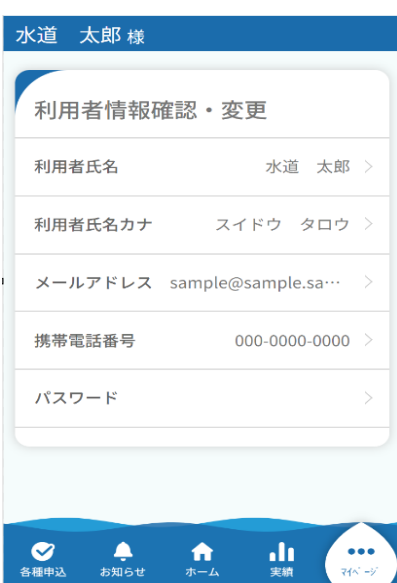 水道　太郎 様
利用者情報確認・変更
利用者氏名 水道　太郎
利用者氏名カナ スイドウ　タロウ
メールアドレス sample@sample.sa…
携帯電話番号 000-0000-0000
パスワード
各種申込 お知らせ ホーム 実績 マイページ